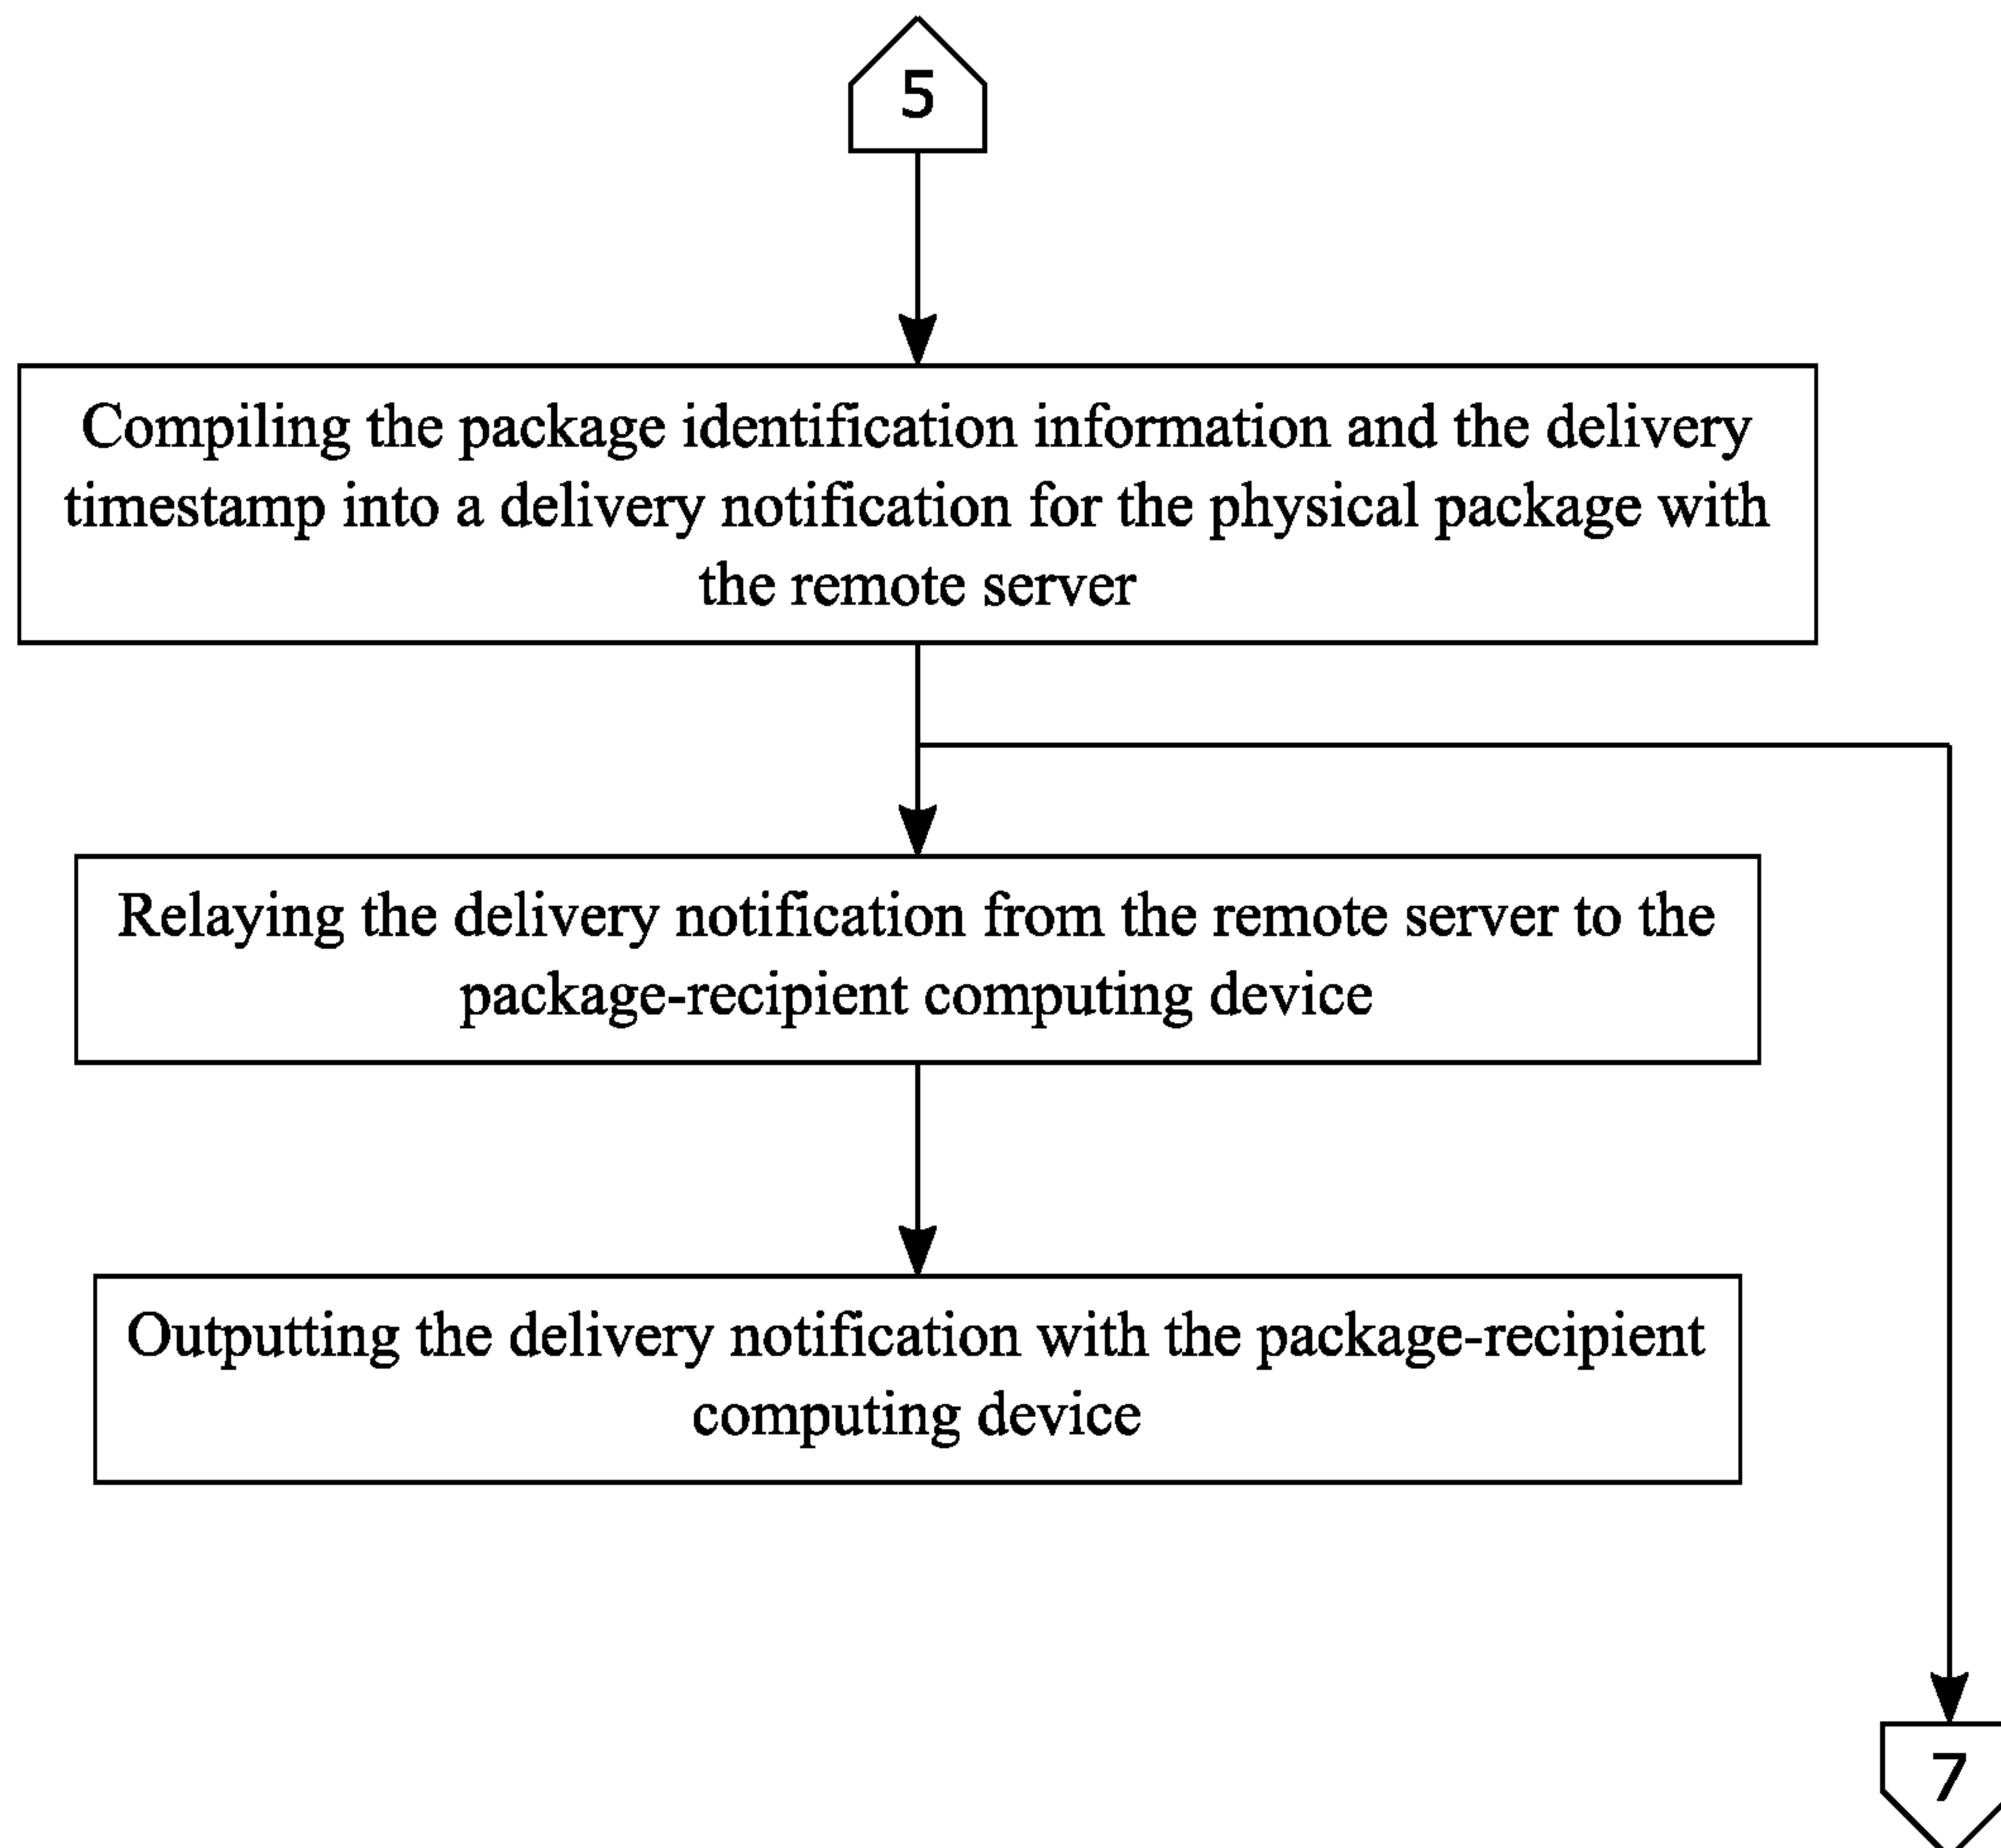 5
Compiling the package identification information and the delivery
timestamp into a delivery notification for the physical package with
the remote server
Relaying the delivery notification from the remote server to the
package-recipient computing device
Outputting the delivery notification with the package-recipient
computing device
7